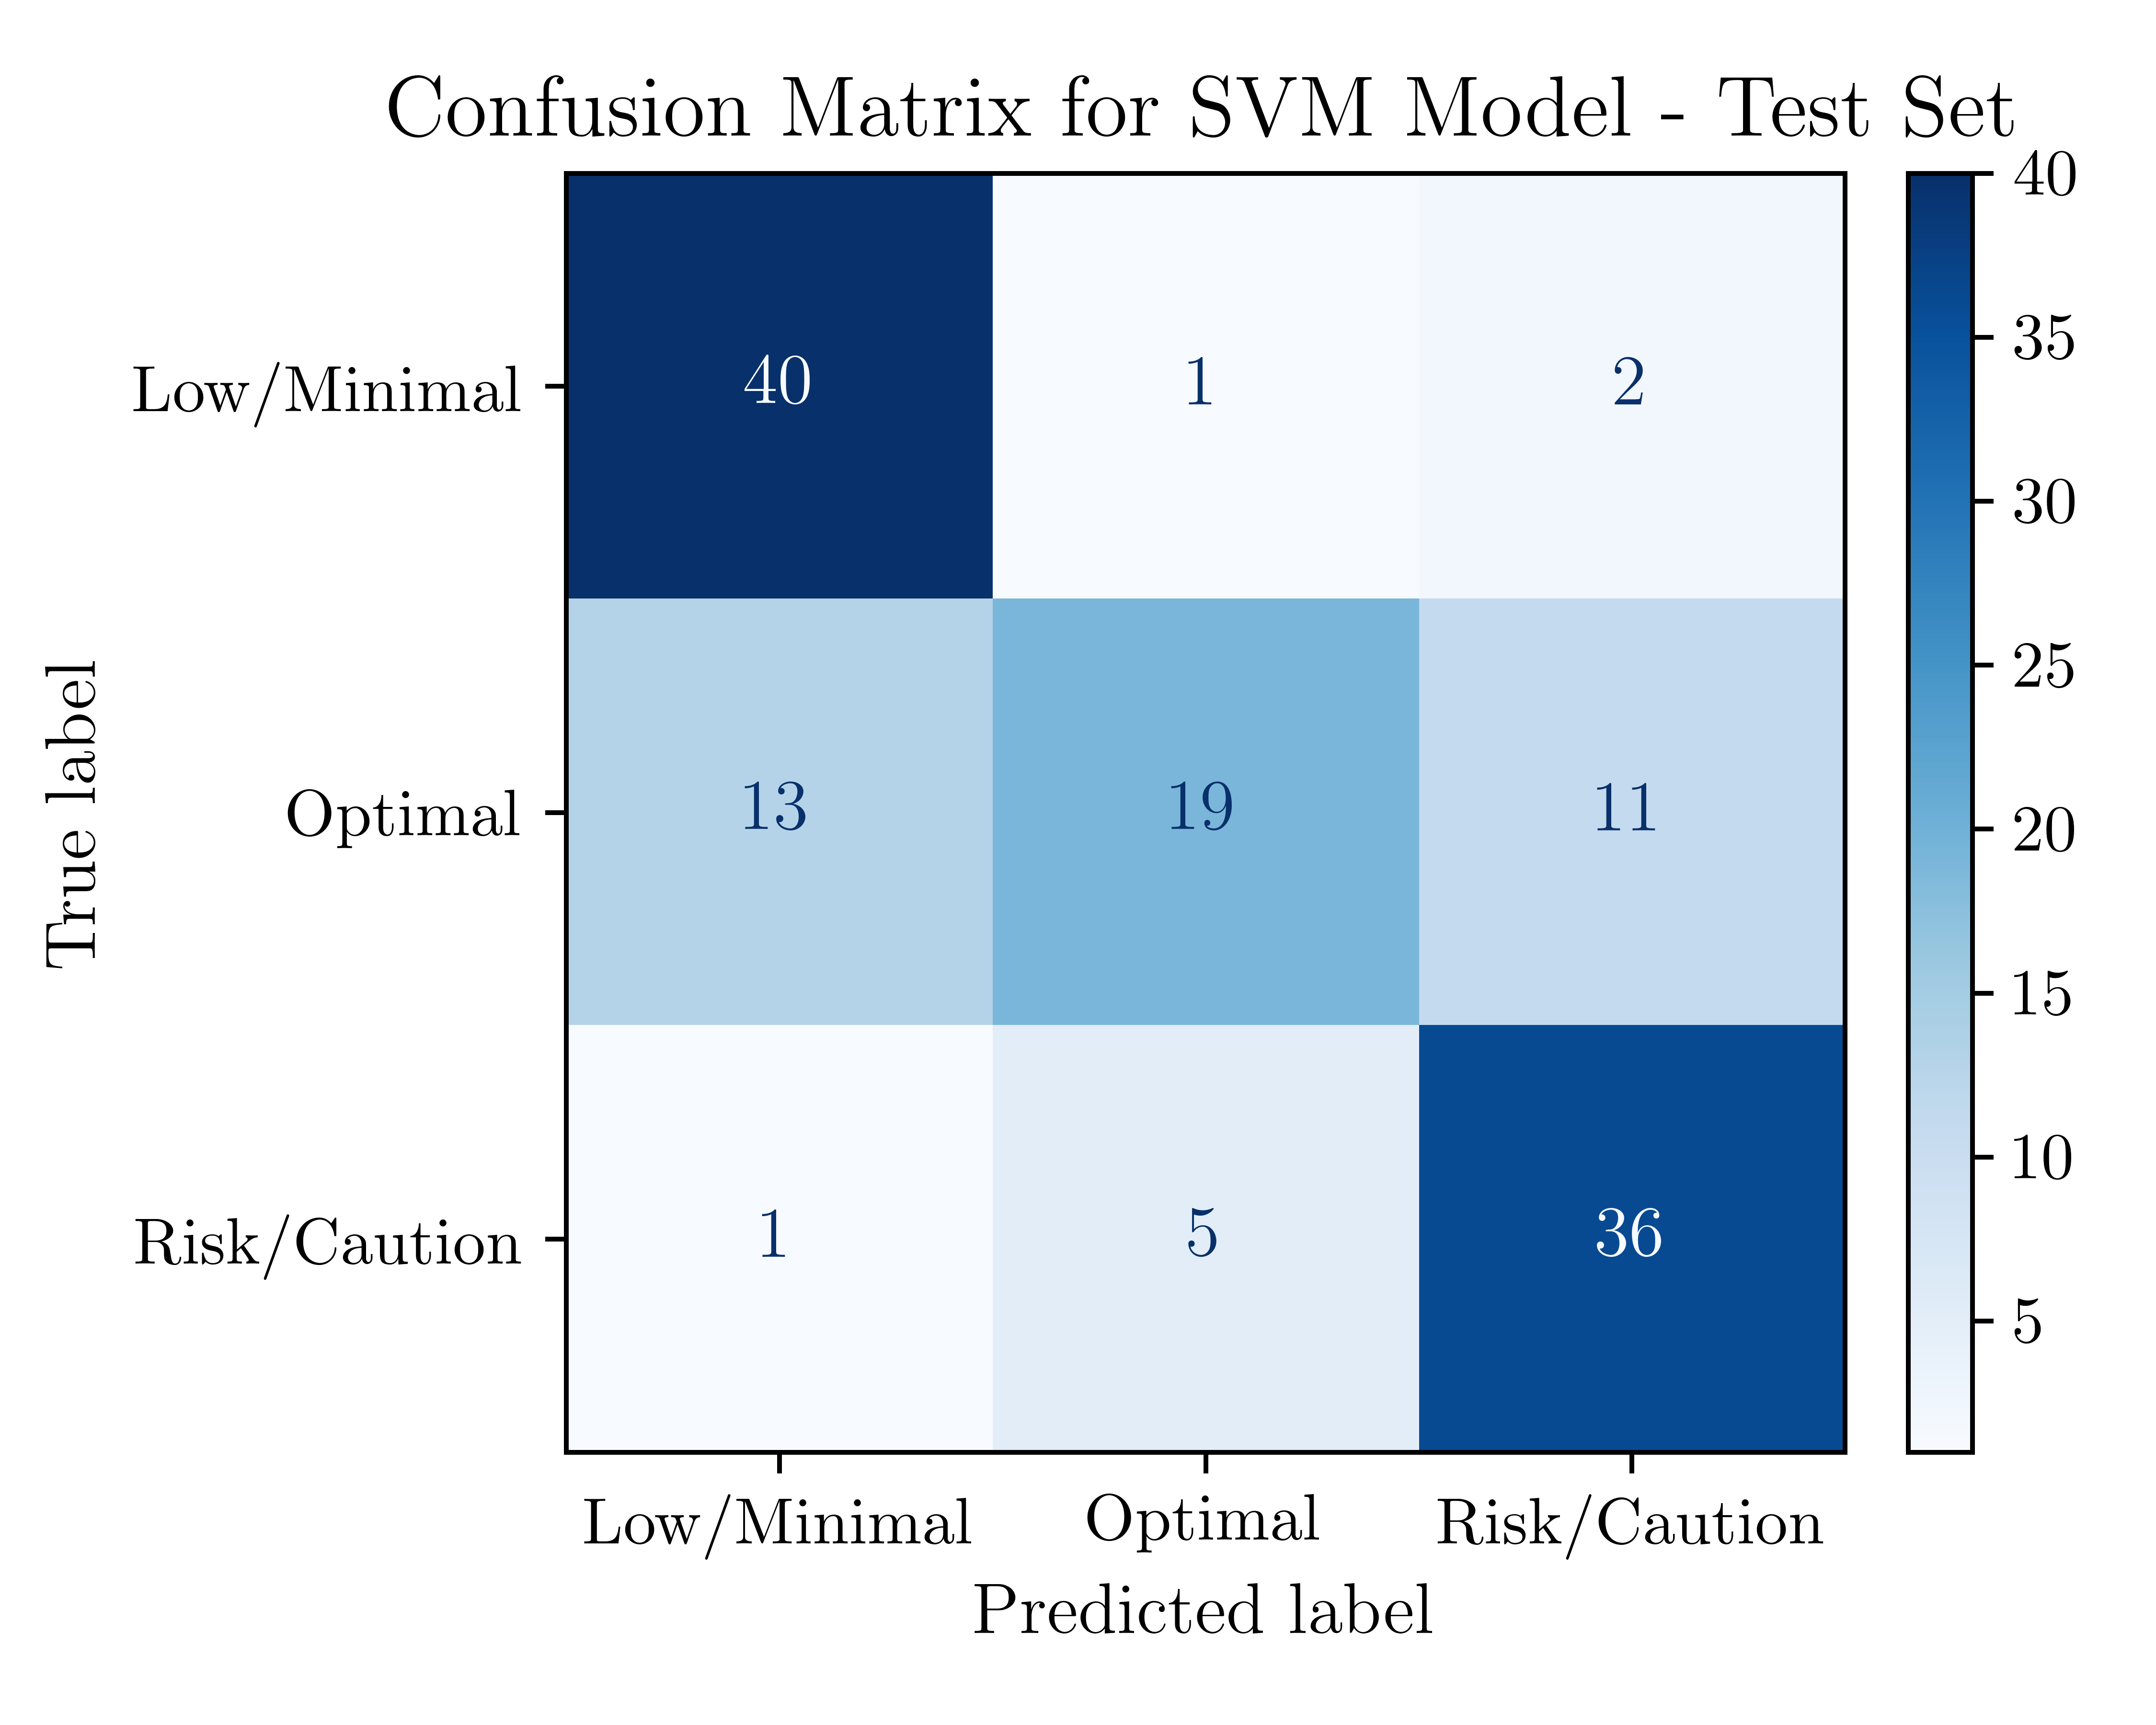 Confusion Matrix for SVM Model - Test Set
True label
Low/Minimal
40
1
2
Optimal
13
19
11
Risk/Caution
1
5
36
Low/Minimal
Optimal
Risk/Caution
Predicted label
40
35
30
25
20
15
10
5